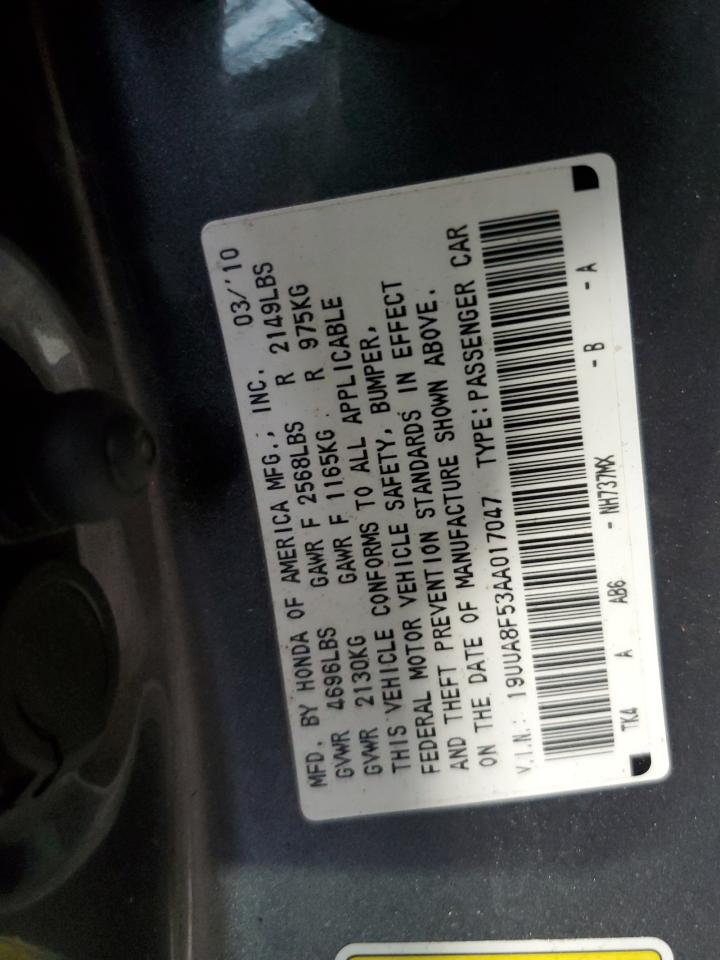 MFD. BY HONDA OF AMERICA MFG., INC. 03/'10
GVWR 4696LBS GAWR F 2568LBS R 2149LBS
GVWR 2130KG GAWR F 1165KG R 975KG
THIS VEHICLE CONFORMS TO ALL APPLICABLE
FEDERAL MOTOR VEHICLE SAFETY, BUMPER,
AND THEFT PREVENTION STANDARDS IN EFFECT
ON THE DATE OF MANUFACTURE SHOWN ABOVE.
V.I.N.: 19UUA8F53AA017047 TYPE:PASSENGER CAR
TK4 A AB6 - NH737MX - B - A